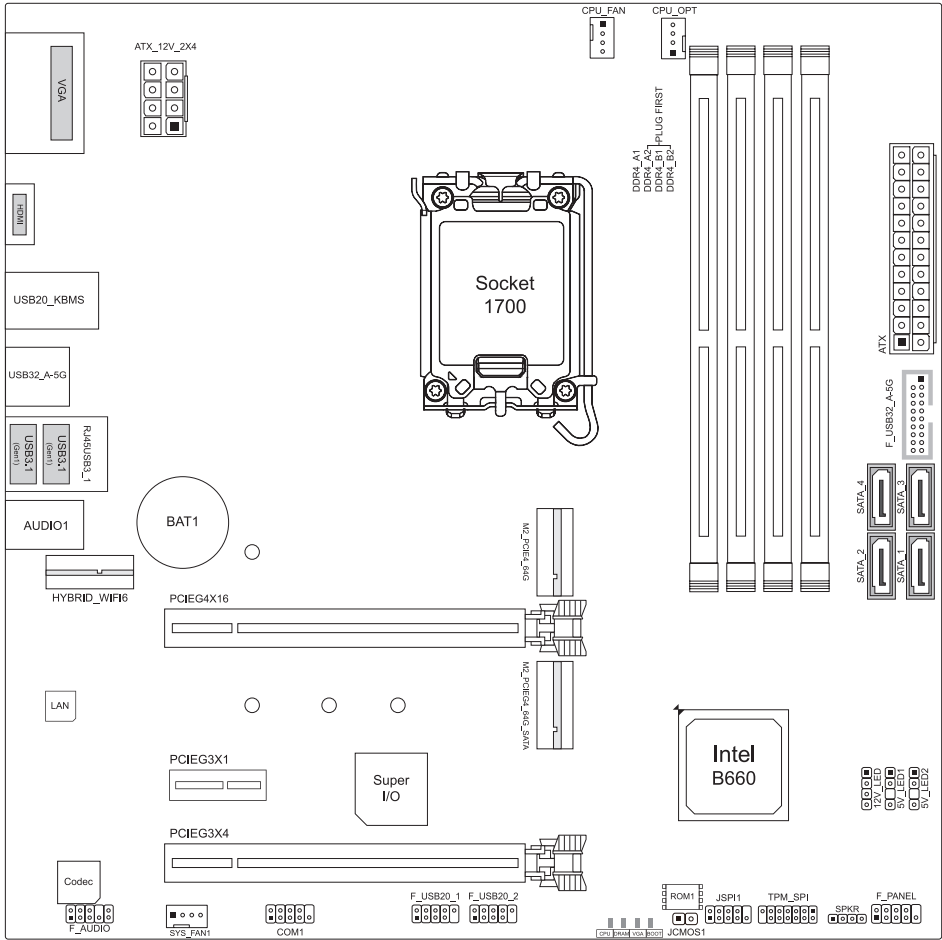 CPU_FAN
CPU_OPT
ATX_12V_2X4
VGA
PLUG FIRST
DDR4_A1
DDR4_A2
DDR4_B1
DDR4_B2
HDMI
Socket
1700
USB20_KBMS
ATX
USB32_A-5G
F_USB32_A-5G
USB3.1
(Gen1)
USB3.1
(Gen1)
RJ45USB3_1
SATA_4
SATA_3
AUDIO1
BAT1
M2_PCIE4_64G
SATA_2
SATA_1
HYBRID_WIFI6
PCIEG4X16
LAN
M2_PCIEG4_64G_SATA
PCIEG3X1
Super
I/O
Intel
B660
12V_LED
5V_LED1
5V_LED2
PCIEG3X4
Codec
F_AUDIO
SYS_FAN1
COM1
F_USB20_1
F_USB20_2
CPU
DRAM
VGA
BOOT
ROM1
JCMOS1
JSPI1
TPM_SPI
SPKR
F_PANEL